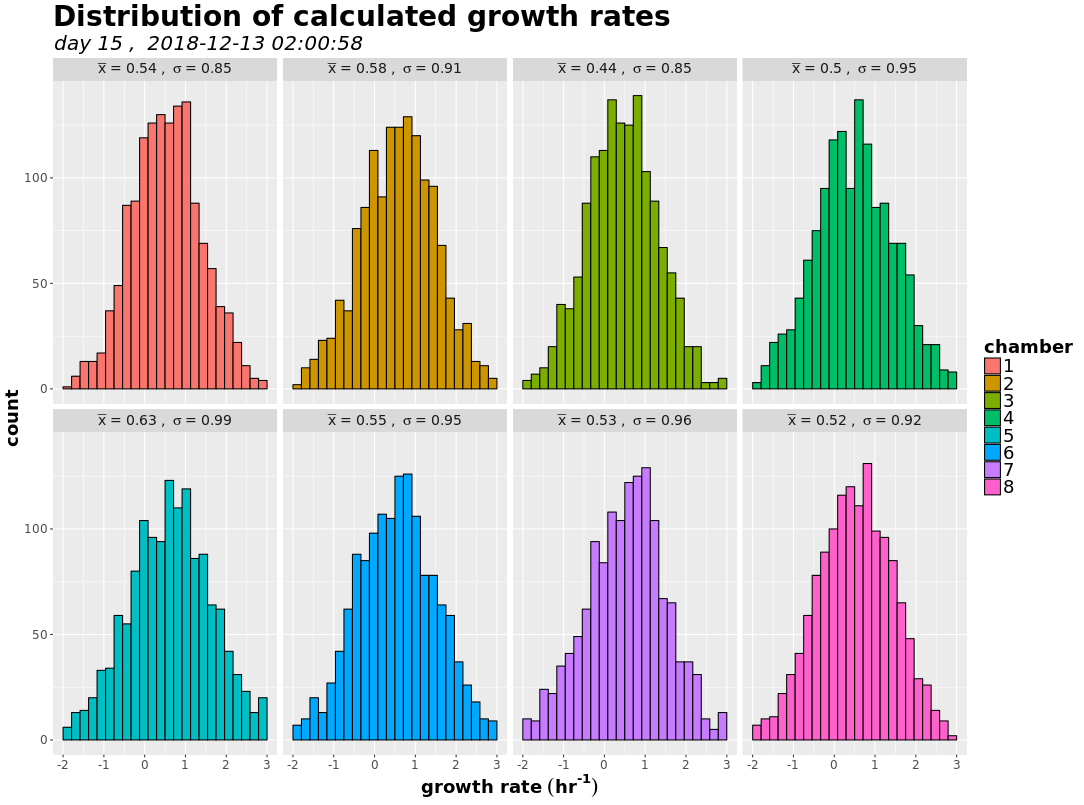 Distribution of calculated growth rates
day 15 ,  2018-12-13 02:00:58
x̅ = 0.54 ,  σ = 0.85
x̅ = 0.58 ,  σ = 0.91
x̅ = 0.44 ,  σ = 0.85
x̅ = 0.5 ,  σ = 0.95
100
50
0
x̅ = 0.63 ,  σ = 0.99
x̅ = 0.55 ,  σ = 0.95
x̅ = 0.53 ,  σ = 0.96
x̅ = 0.52 ,  σ = 0.92
100
50
0
count
-2 -1 0 1 2 3
-2 -1 0 1 2 3
-2 -1 0 1 2 3
-2 -1 0 1 2 3
growth rate (hr⁻¹)
chamber
1
2
3
4
5
6
7
8